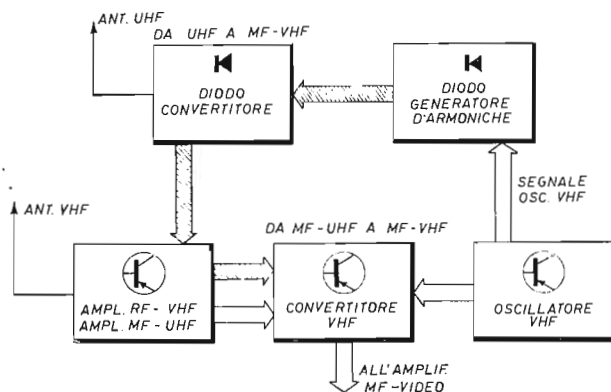 ANT. UHF
DA UHF A MF-VHF
DIODO
CONVERTITORE
DIODO
GENERATORE
D'ARMONICHE
SEGNALE
OSC. VHF
ANT. VHF
DA MF-UHF A MF-VHF
AMPL. RF-VHF
AMPL. MF-UHF
CONVERTITORE
VHF
OSCILLATORE
VHF
ALL'AMPLIF.
MF-VIDEO